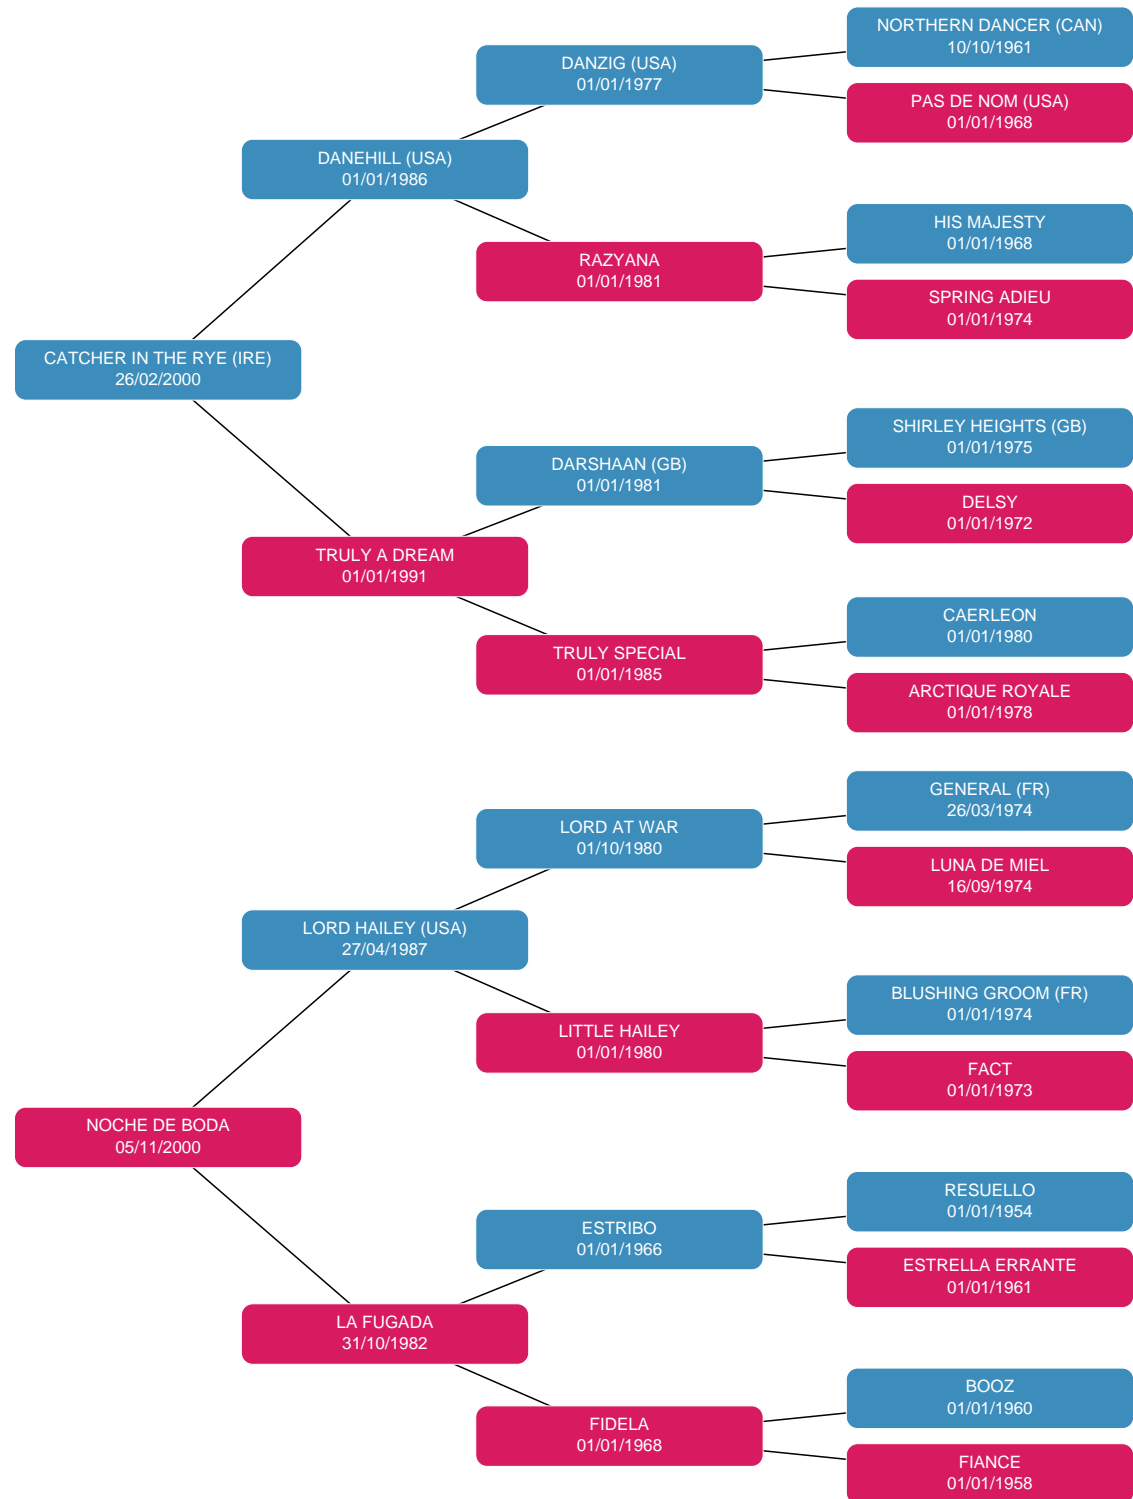 NORTHERN DANCER (CAN)
10/10/1961
DANZIG (USA)
01/01/1977
PAS DE NOM (USA)
01/01/1968
DANEHILL (USA)
01/01/1986
HIS MAJESTY
01/01/1968
RAZYANA
01/01/1981
SPRING ADIEU
01/01/1974
CATCHER IN THE RYE (IRE)
26/02/2000
SHIRLEY HEIGHTS (GB)
01/01/1975
DARSHAAN (GB)
01/01/1981
DELSY
01/01/1972
TRULY A DREAM
01/01/1991
CAERLEON
01/01/1980
TRULY SPECIAL
01/01/1985
ARCTIQUE ROYALE
01/01/1978
GENERAL (FR)
26/03/1974
LORD AT WAR
01/10/1980
LUNA DE MIEL
16/09/1974
LORD HAILEY (USA)
27/04/1987
BLUSHING GROOM (FR)
01/01/1974
LITTLE HAILEY
01/01/1980
FACT
01/01/1973
NOCHE DE BODA
05/11/2000
RESUELLO
01/01/1954
ESTRIBO
01/01/1966
ESTRELLA ERRANTE
01/01/1961
LA FUGADA
31/10/1982
BOOZ
01/01/1960
FIDELA
01/01/1968
FIANCE
01/01/1958